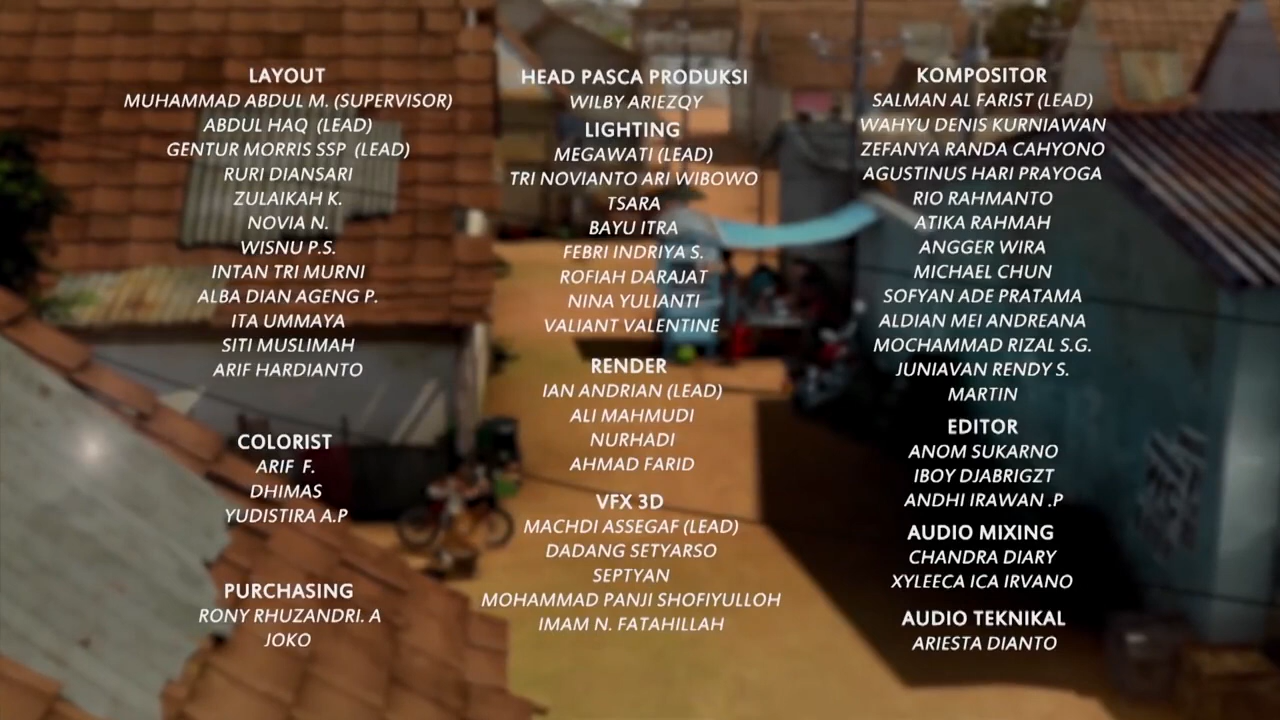 LAYOUT
MUHAMMAD ABDUL M. (SUPERVISOR)
ABDUL HAQ (LEAD)
GENTUR MORRIS SSP (LEAD)
RURI DIANSARI
ZULAIKAH K.
NOVIA N.
WISNU P.S.
INTAN TRI MURNI
ALBA DIAN AGENG P.
ITA UMMAYA
SITI MUSLIMAH
ARIF HARDIANTO
COLORIST
ARIF F.
DHIMAS
YUDISTIRA A.P
PURCHASING
RONY RHUZANDRI. A
JOKO
HEAD PASCA PRODUKSI
WILBY ARIEZQY
LIGHTING
MEGAWATI (LEAD)
TRI NOVIANTO ARI WIBOWO
TSARA
BAYU ITRA
FEBRI INDRIYA S.
ROFIAH DARAJAT
NINA YULIANTI
VALIANT VALENTINE
RENDER
IAN ANDRIAN (LEAD)
ALI MAHMUDI
NURHADI
AHMAD FARID
VFX 3D
MACHDI ASSEGAF (LEAD)
DADANG SETYARSO
SEPTYAN
MOHAMMAD PANJI SHOFIYULLOH
IMAM N. FATAHILLAH
KOMPOSITOR
SALMAN AL FARIST (LEAD)
WAHYU DENIS KURNIAWAN
ZEFANYA RANDA CAHYONO
AGUSTINUS HARI PRAYOGA
RIO RAHMANTO
ATIKA RAHMAH
ANGGER WIRA
MICHAEL CHUN
SOFYAN ADE PRATAMA
ALDIAN MEI ANDREANA
MOCHAMMAD RIZAL S.G.
JUNIAVAN RENDY S.
MARTIN
EDITOR
ANOM SUKARNO
IBOY DJABRIGZT
ANDHI IRAWAN .P
AUDIO MIXING
CHANDRA DIARY
XYLEECA ICA IRVANO
AUDIO TEKNIKAL
ARIESTA DIANTO